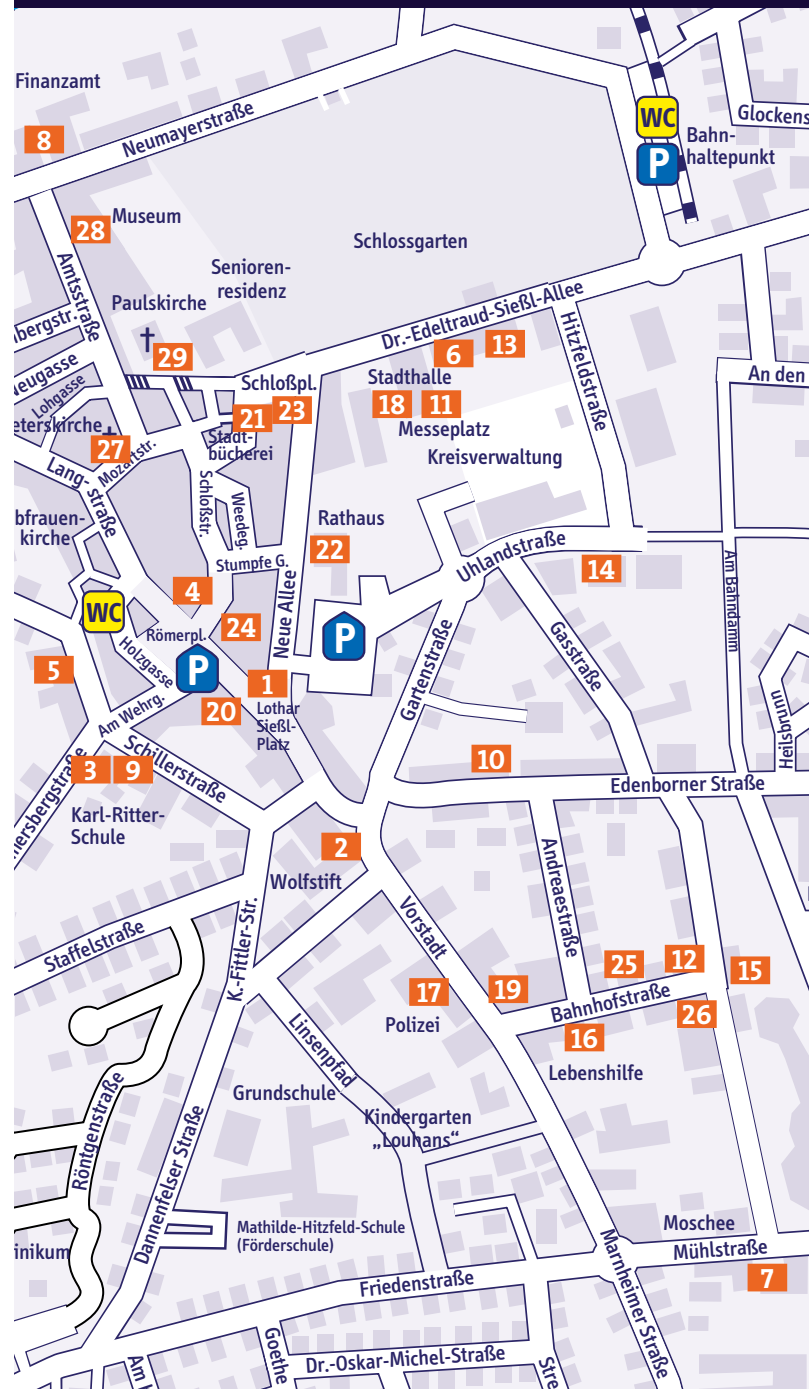 Finanzamt
8
Neumayerstraße
WC
P
Bahn-
haltepunkt
Glockens
28
Museum
Amtsstraße
Schlossgarten
Senioren-
residenz
Paulskirche
29
Dr.-Edeltraud-Sießl-Allee
6
13
Hitzfeldstraße
bergstr.
Neugasse
Lohgasse
eterskirche
27
Mozartstr.
Schloßpl.
21
23
Stadt-
bücherei
Stadthalle
18
11
Messeplatz
Kreisverwaltung
An den
Lang-
straße
Schloßstr.
Weedeg.
Stumpfe G.
bfrauen-
kirche
Rathaus
22
Uhlandstraße
14
Am Bahndamm
WC
4
24
Römerpl.
Neue Allee
P
P
Holzgasse
5
20
1
Lothar
Sießl-
Platz
Am Wehrg.
Gartenstraße
Gasstraße
Heilsbrunn
3
9
Schillerstraße
nersbergstraße
Karl-Ritter-
Schule
10
Edenborner Straße
2
Wolfstift
Andreaestraße
Staffelstraße
K.-Fittler-Str.
Vorstadt
17
Polizei
19
25
12
15
Bahnhofstraße
26
16
Lebenshilfe
Linsenpfad
Grundschule
Kindergarten
„Louhans“
Röntgenstraße
Dannenfelser Straße
Mathilde-Hitzfeld-Schule
(Förderschule)
inikum
Moschee
Mühlstraße
7
Marnheimer Straße
Friedenstraße
Goethe
Dr.-Oskar-Michel-Straße
Stre
Am